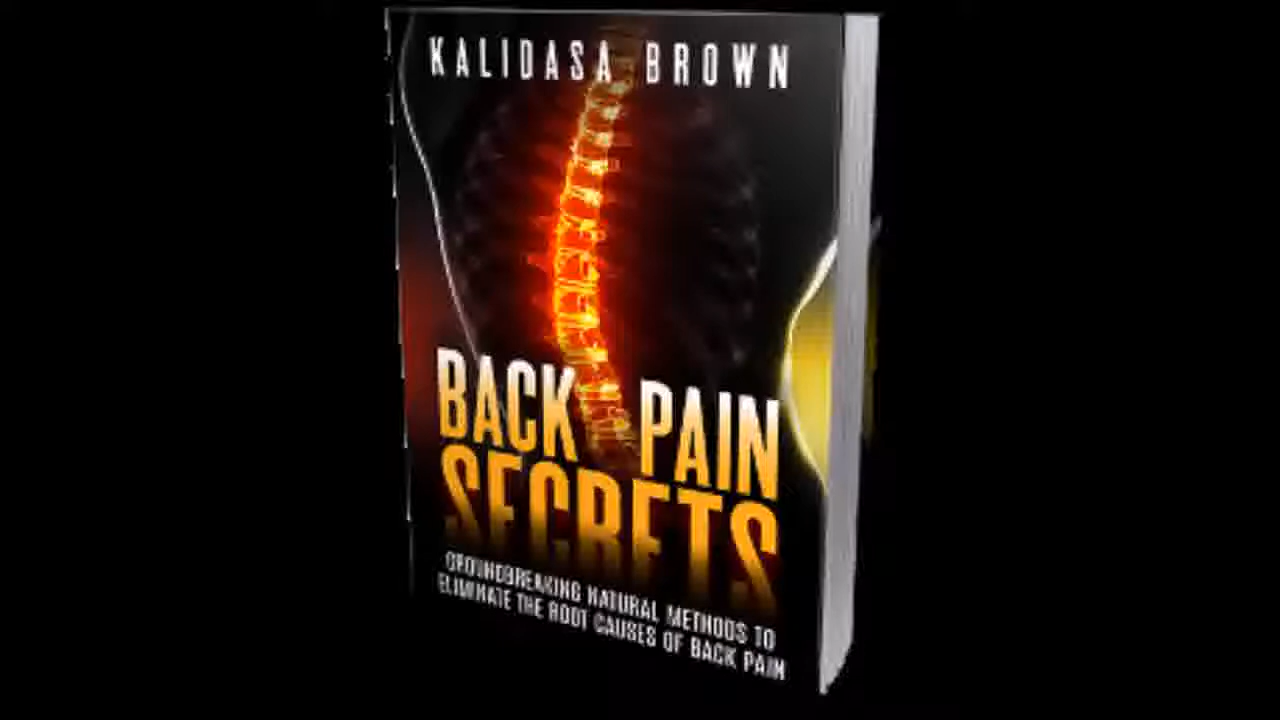 KALIDASA BROWN
BACK PAIN
SECRETS
GROUNDBREAKING NATURAL METHODS TO
ELIMINATE THE ROOT CAUSES OF BACK PAIN